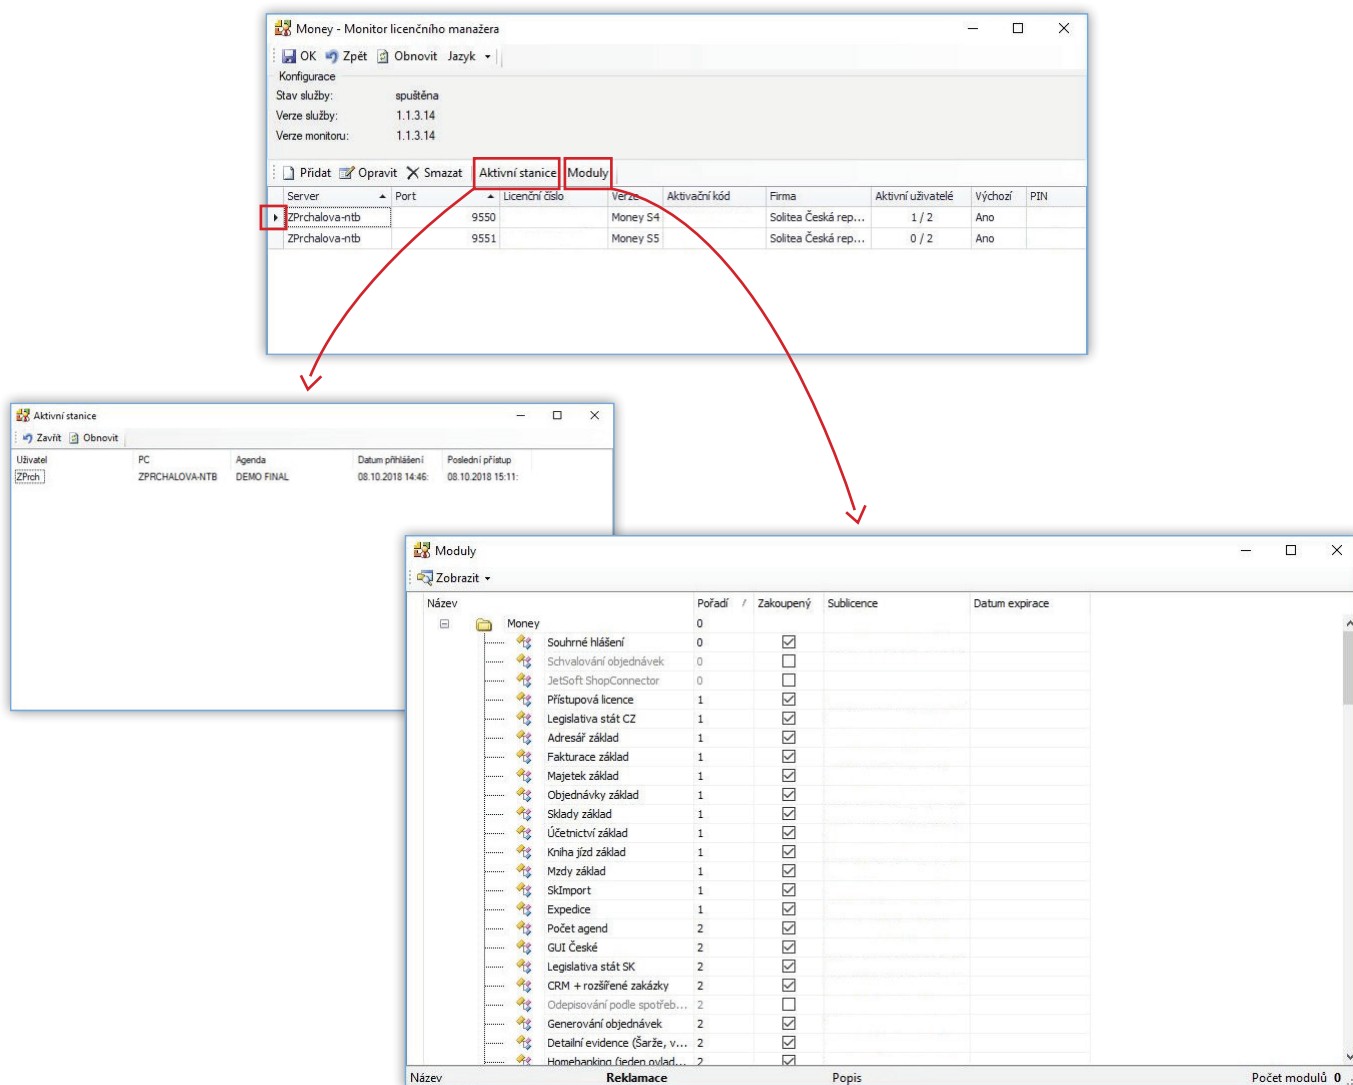 Money - Monitor licenčního manažera
OK Zpět Obnovit Jazyk
Konfigurace
Stav služby: spuštěna
Verze služby: 1.1.3.14
Verze monitoru: 1.1.3.14
Přidat Opravit Smazat Aktivní stanice Moduly
Server Port Licenční číslo Verze Aktivační kód Firma Aktivní uživatelé Výchozí PIN
ZPrchalova-ntb 9550 Money S4 Solitea Česká rep... 1 / 2 Ano
ZPrchalova-ntb 9551 Money S5 Solitea Česká rep... 0 / 2 Ano
Aktivní stanice
Zavřít Obnovit
Uživatel PC Agenda Datum přihlášení Poslední přístup
ZPrch ZPRCHALOVA-NTB DEMO FINAL 08.10.2018 14:46: 08.10.2018 15:11:
Moduly
Zobrazit
Název Pořadí / Zakoupený Sublicence Datum expirace
Money 0
Souhrné hlášení 0
Schvalování objednávek 0
JetSoft ShopConnector 0
Přístupová licence 1
Legislativa stát CZ 1
Adresář základ 1
Fakturace základ 1
Majetek základ 1
Objednávky základ 1
Sklady základ 1
Účetnictví základ 1
Kniha jízd základ 1
Mzdy základ 1
SkImport 1
Expedice 1
Počet agend 2
GUI České 2
Legislativa stát SK 2
CRM + rozšířené zakázky 2
Odepisování podle spotřeb... 2
Generování objednávek 2
Detailní evidence (Šarže, v... 2
Homebanking (jeden ovlad... 2
Název Reklamace Popis Počet modulů 0